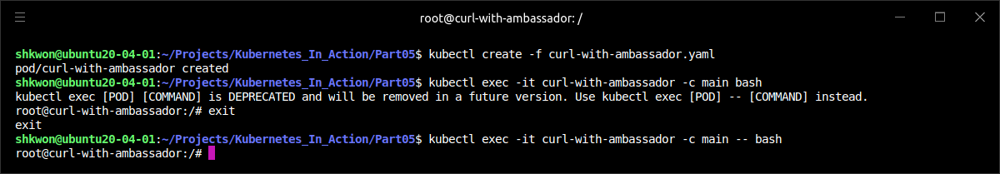 root@curl-with-ambassador: /
shkwon@ubuntu20-04-01:~/Projects/Kubernetes_In_Action/Part05$ kubectl create -f curl-with-ambassador.yaml
pod/curl-with-ambassador created
shkwon@ubuntu20-04-01:~/Projects/Kubernetes_In_Action/Part05$ kubectl exec -it curl-with-ambassador -c main bash
kubectl exec [POD] [COMMAND] is DEPRECATED and will be removed in a future version. Use kubectl exec [POD] -- [COMMAND] instead.
root@curl-with-ambassador:/# exit
exit
shkwon@ubuntu20-04-01:~/Projects/Kubernetes_In_Action/Part05$ kubectl exec -it curl-with-ambassador -c main -- bash
root@curl-with-ambassador:/#